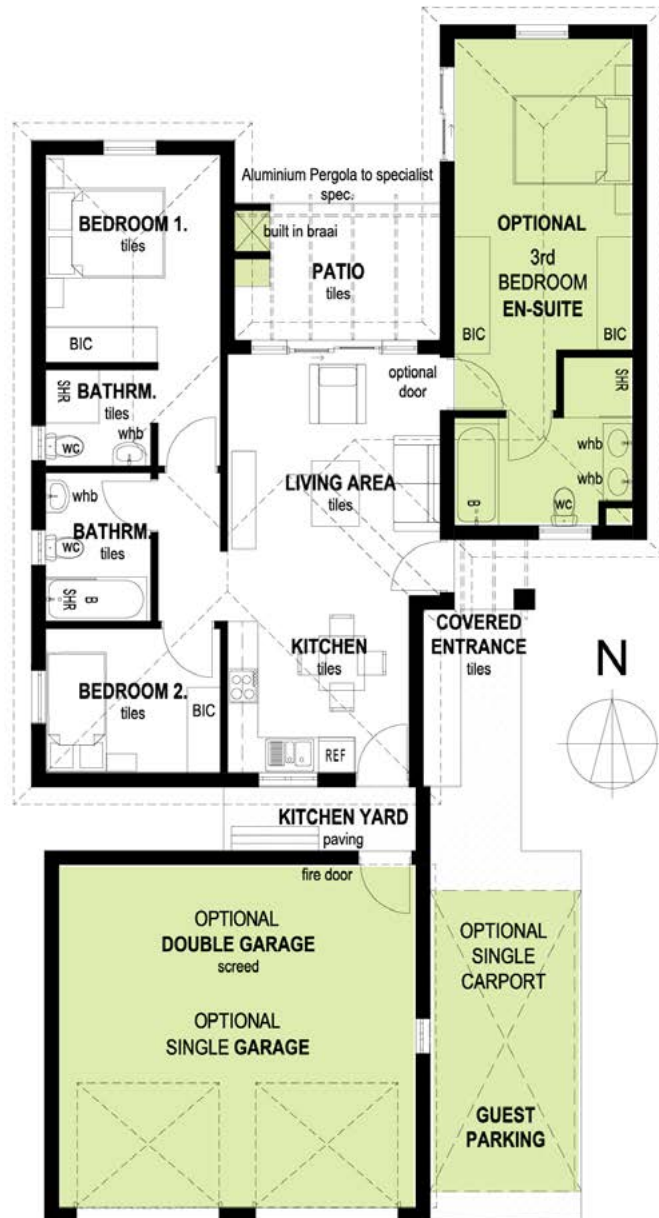 Aluminium Pergola to specialist
spec.
built in braai
PATIO
tiles
BEDROOM 1.
tiles
BIC
OPTIONAL
3rd
BEDROOM
EN-SUITE
BIC
BIC
optional
door
SHR
BATHRM.
tiles
whb
wc
SHR
whb
whb
wc
B
LIVING AREA
tiles
whb
BATHRM.
tiles
wc
SHR
B
COVERED
ENTRANCE
tiles
KITCHEN
tiles
BEDROOM 2.
tiles
BIC
REF
N
KITCHEN YARD
paving
fire door
OPTIONAL
DOUBLE GARAGE
screed
OPTIONAL
SINGLE GARAGE
OPTIONAL
SINGLE
CARPORT
GUEST
PARKING